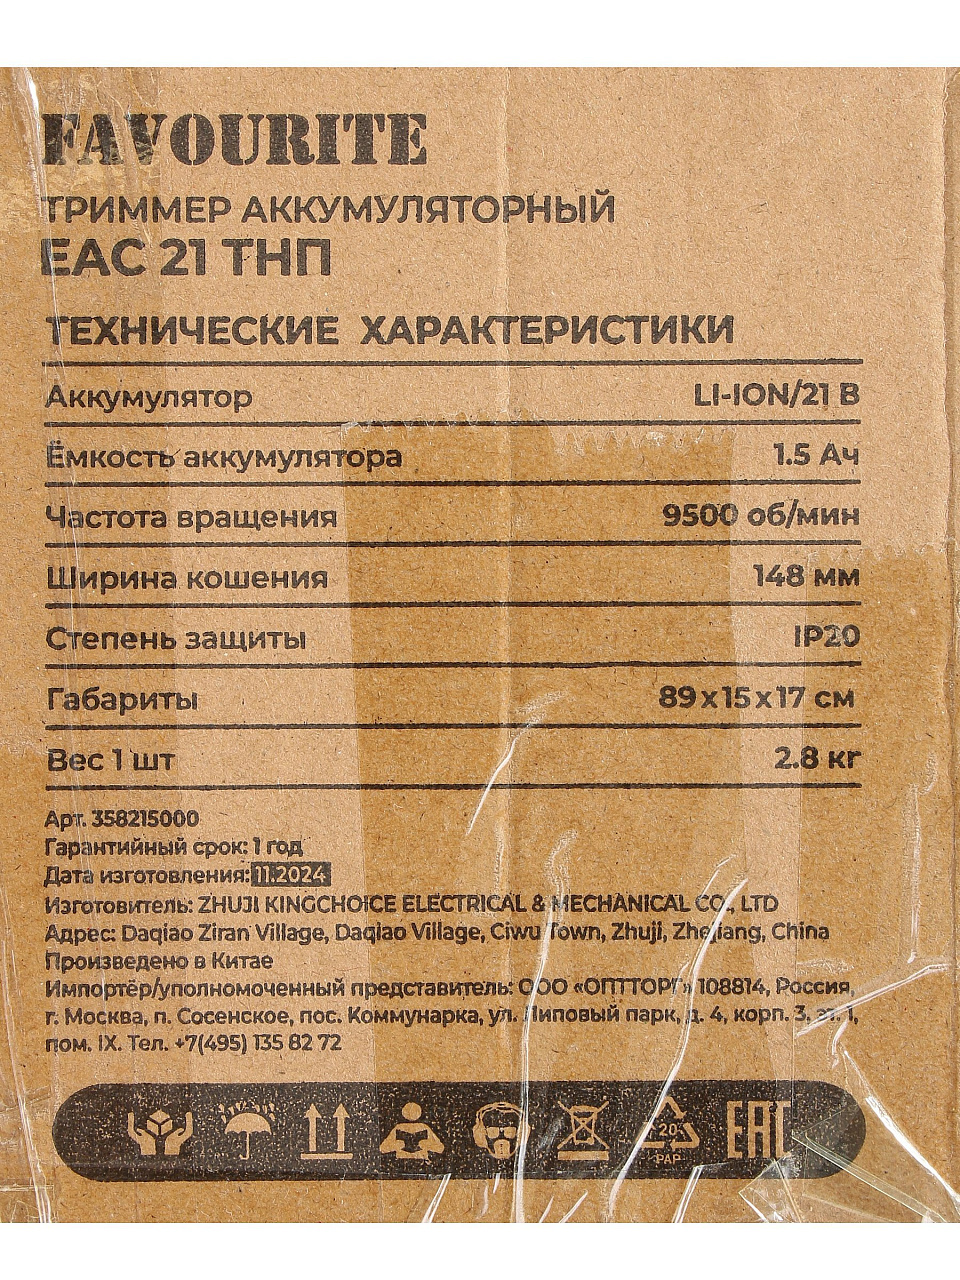 FAVOURITE
ТРИММЕР АККУМУЛЯТОРНЫЙ
EAC 21 ТНП
ТЕХНИЧЕСКИЕ ХАРАКТЕРИСТИКИ
Аккумулятор LI-ION/21 В
Ёмкость аккумулятора 1.5 Ач
Частота вращения 9500 об/мин
Ширина кошения 148 мм
Степень защиты IP20
Габариты 89 x 15 x 17 см
Вес 1 шт 2.8 кг
Арт. 358215000
Гарантийный срок: 1 год
Дата изготовления: 11.2024
Изготовитель: ZHUJI KINGCHOICE ELECTRICAL & MECHANICAL CO., LTD
Адрес: Daqiao Ziran Village, Daqiao Village, Ciwu Town, Zhuji, Zhejiang, China
Произведено в Китае
Импортёр/уполномоченный представитель: ООО «ОПТТОРГ» 108814, Россия,
г. Москва, п. Сосенское, пос. Коммунарка, ул. Липовый парк, д. 4, корп. 3, эт. 1,
пом. IX. Тел. +7(495) 135 82 72
20
PAP
ЕАС